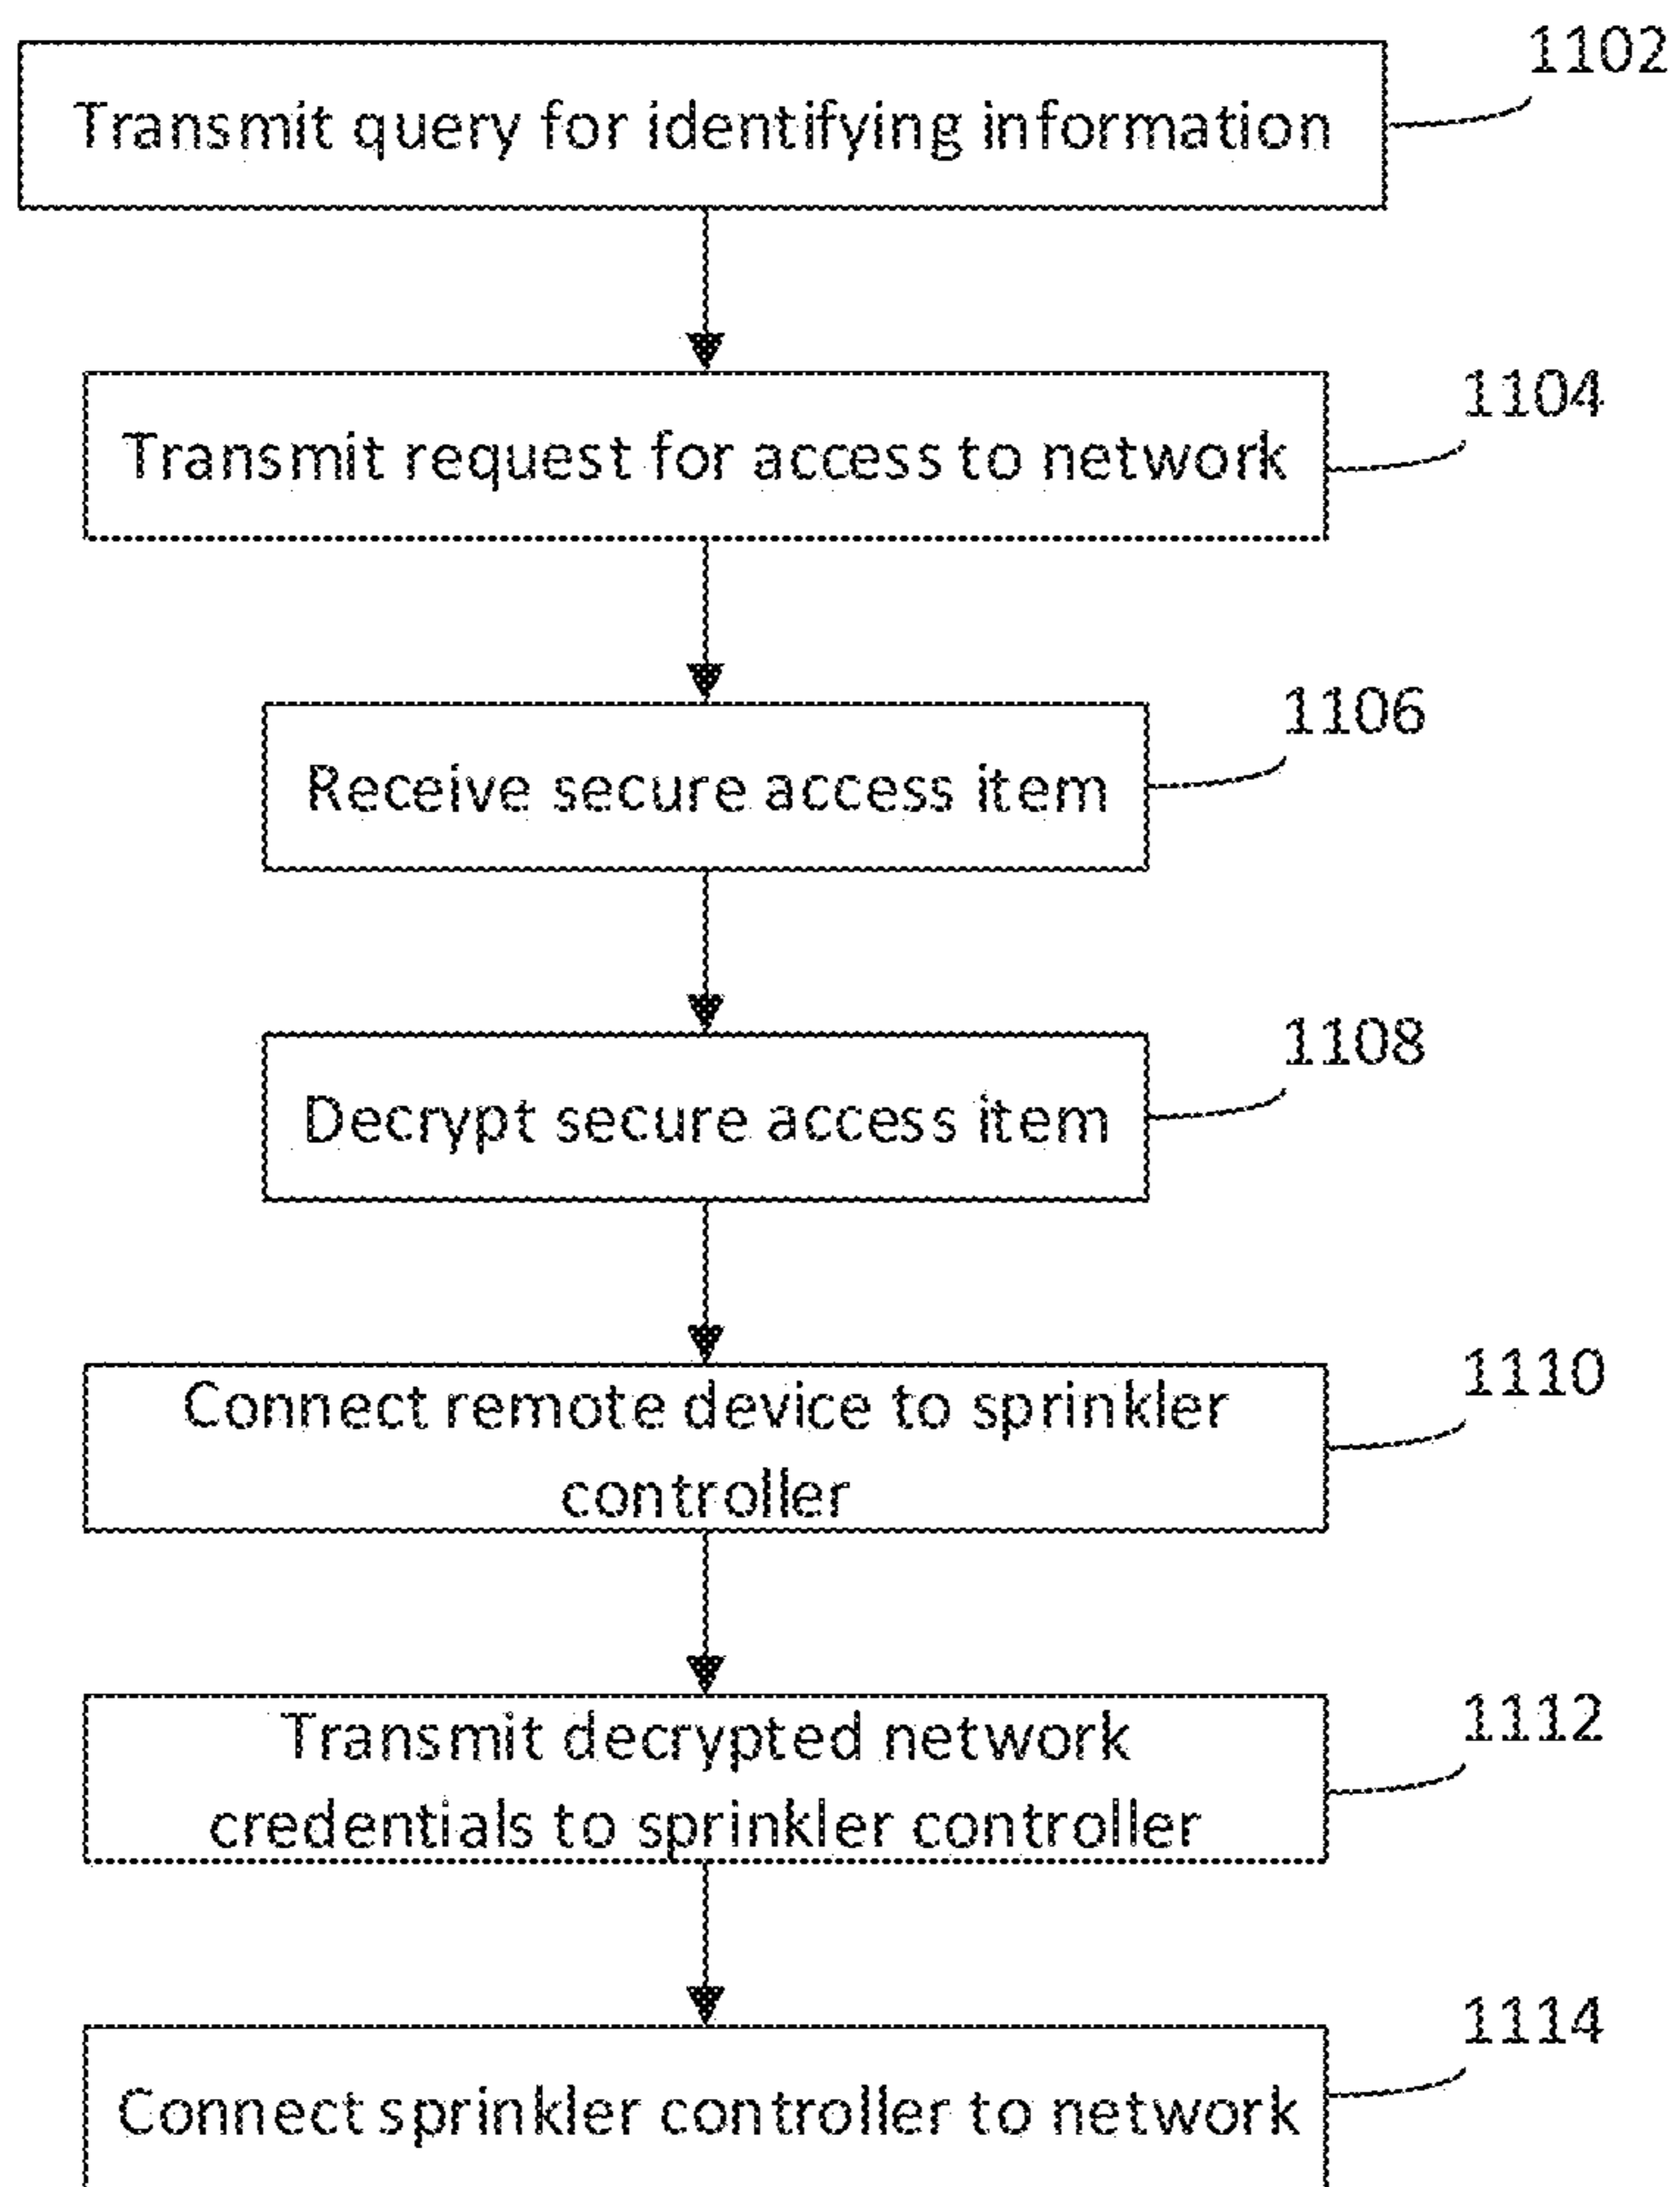 1102
Transmit query for identifying information
1104
Transmit request for access to network
1106
Receive secure access item
1108
Decrypt secure access item
1110
Connect remote device to sprinkler
controller
1112
Transmit decrypted network
credentials to sprinkler controller
1114
Connect sprinkler controller to network